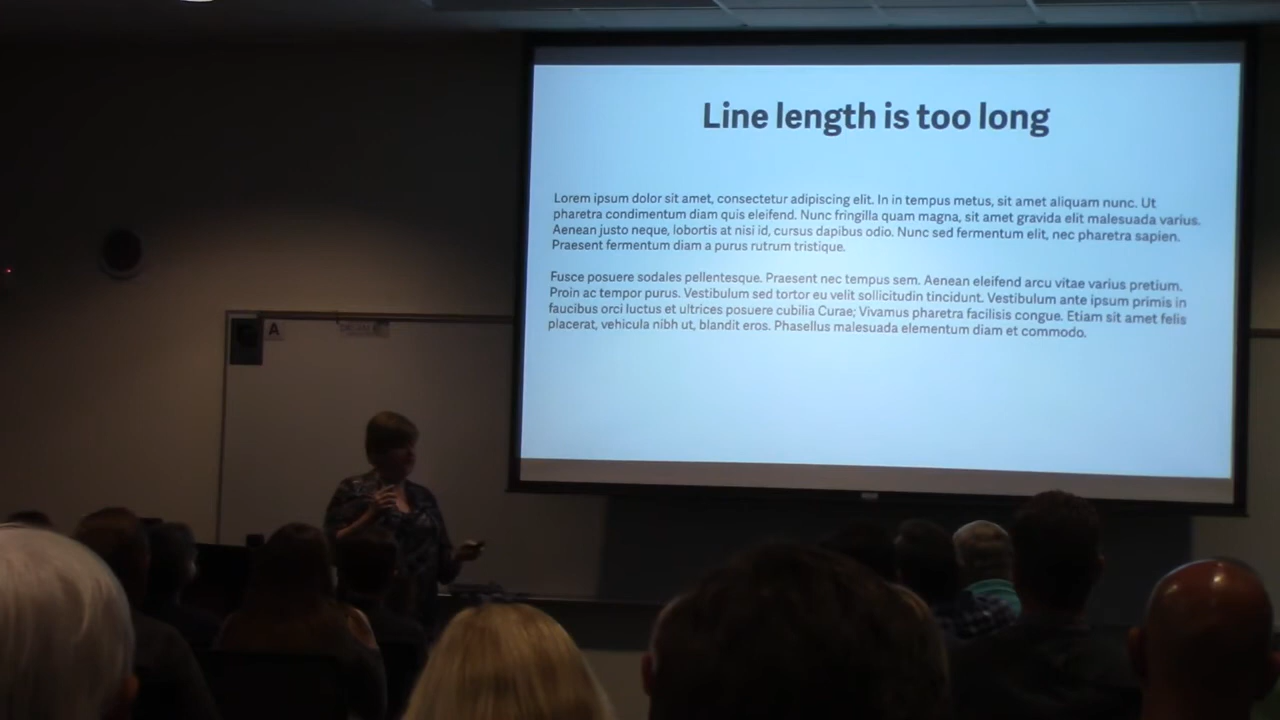 Line length is too long
Lorem ipsum dolor sit amet, consectetur adipiscing elit. In in tempus metus, sit amet aliquam nunc. Ut
pharetra condimentum diam quis eleifend. Nunc fringilla quam magna, sit amet gravida elit malesuada varius.
Aenean justo neque, lobortis at nisi id, cursus dapibus odio. Nunc sed fermentum elit, nec pharetra sapien.
Praesent fermentum diam a purus rutrum tristique.
Fusce posuere sodales pellentesque. Praesent nec tempus sem. Aenean eleifend arcu vitae varius pretium.
Proin ac tempor purus. Vestibulum sed tortor eu velit sollicitudin tincidunt. Vestibulum ante ipsum primis in
faucibus orci luctus et ultrices posuere cubilia Curae; Vivamus pharetra facilisis congue. Etiam sit amet felis
placerat, vehicula nibh ut, blandit eros. Phasellus malesuada elementum diam et commodo.
A